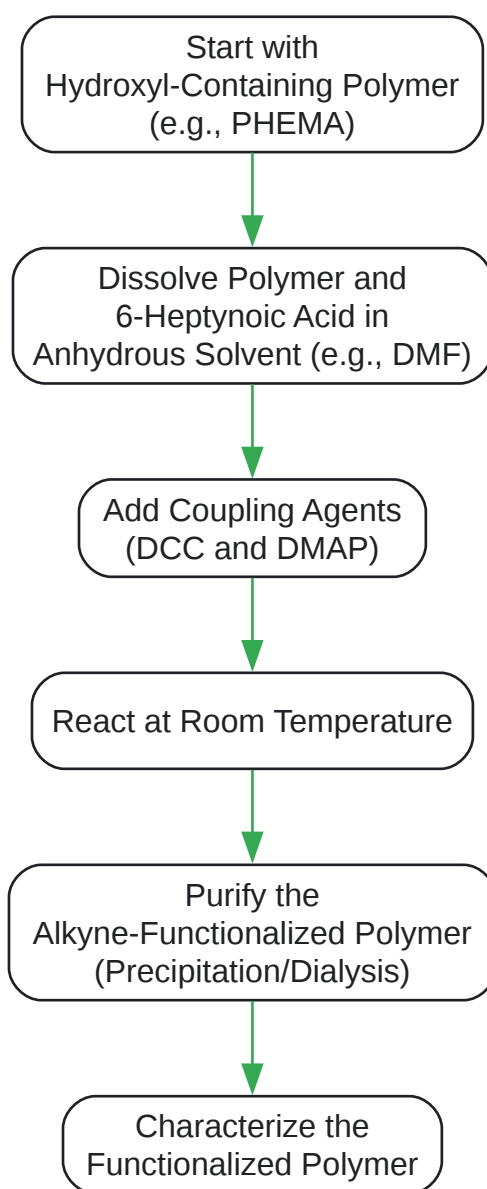 Start with
Hydroxyl-Containing Polymer
(e.g., PHEMA)
Dissolve Polymer and
6-Heptynoic Acid in
Anhydrous Solvent (e.g., DMF)
Add Coupling Agents
(DCC and DMAP)
React at Room Temperature
Purify the
Alkyne-Functionalized Polymer
(Precipitation/Dialysis)
Characterize the
Functionalized Polymer